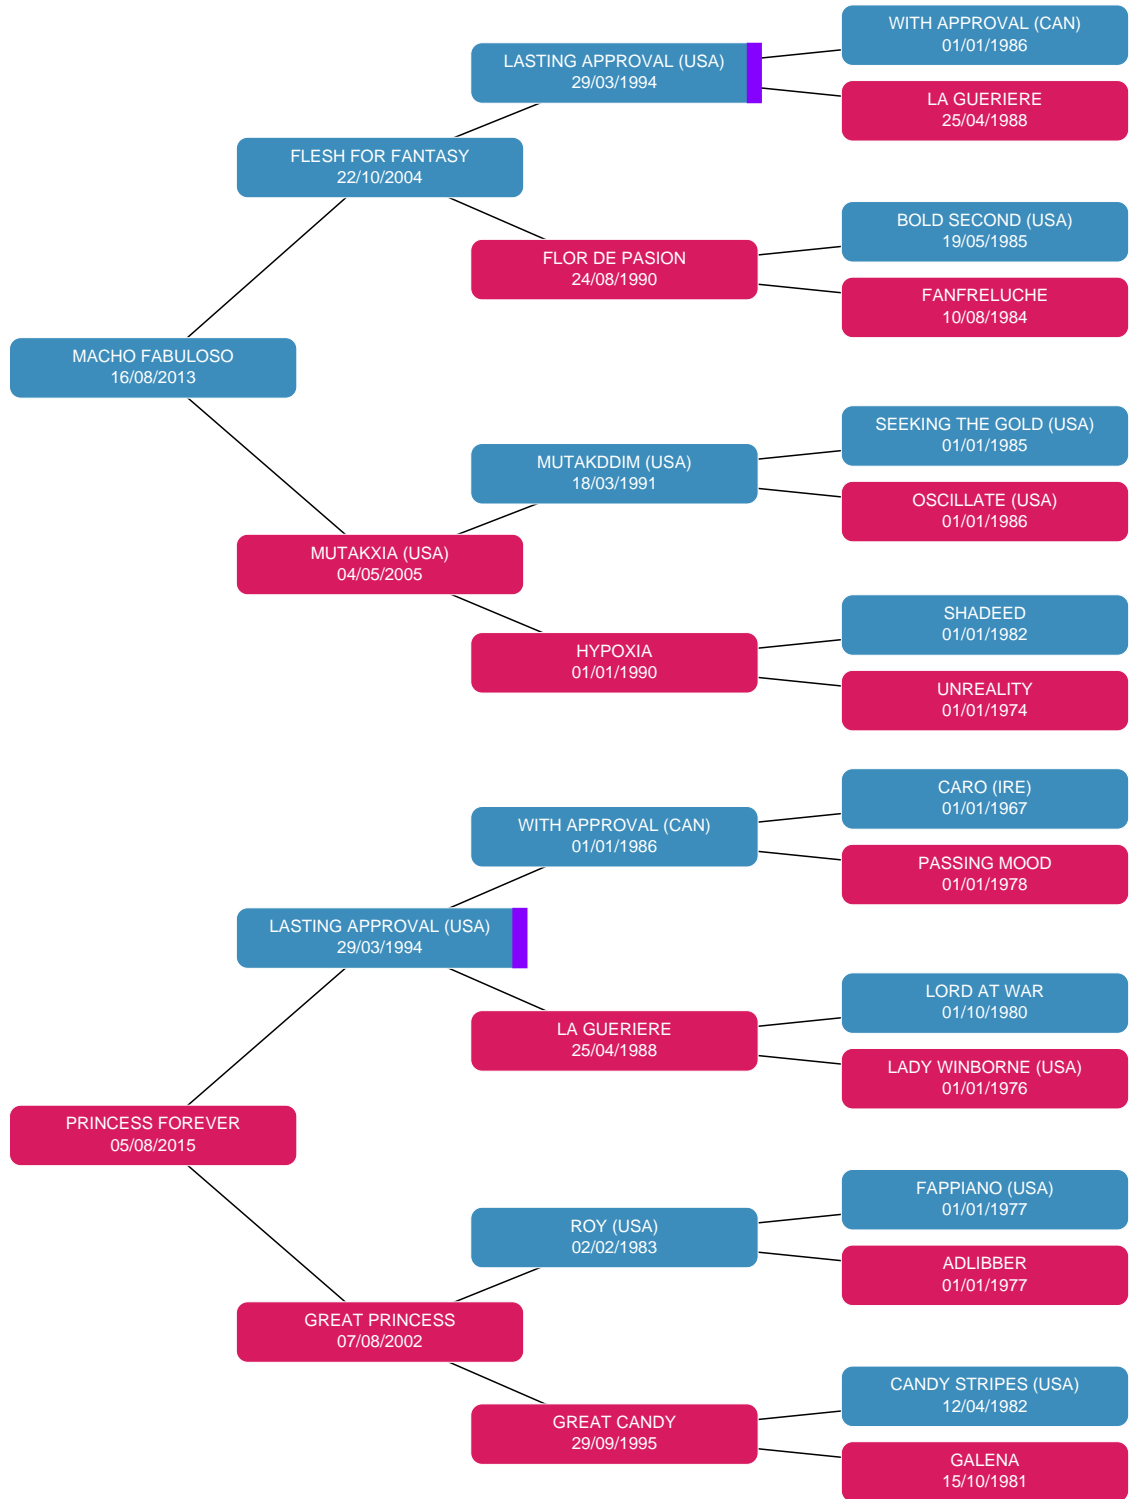 WITH APPROVAL (CAN)
01/01/1986
LASTING APPROVAL (USA)
29/03/1994
LA GUERIERE
25/04/1988
FLESH FOR FANTASY
22/10/2004
BOLD SECOND (USA)
19/05/1985
FLOR DE PASION
24/08/1990
FANFRELUCHE
10/08/1984
MACHO FABULOSO
16/08/2013
SEEKING THE GOLD (USA)
01/01/1985
MUTAKDDIM (USA)
18/03/1991
OSCILLATE (USA)
01/01/1986
MUTAKXIA (USA)
04/05/2005
SHADEED
01/01/1982
HYPOXIA
01/01/1990
UNREALITY
01/01/1974
CARO (IRE)
01/01/1967
WITH APPROVAL (CAN)
01/01/1986
PASSING MOOD
01/01/1978
LASTING APPROVAL (USA)
29/03/1994
LORD AT WAR
01/10/1980
LA GUERIERE
25/04/1988
LADY WINBORNE (USA)
01/01/1976
PRINCESS FOREVER
05/08/2015
FAPPIANO (USA)
01/01/1977
ROY (USA)
02/02/1983
ADLIBBER
01/01/1977
GREAT PRINCESS
07/08/2002
CANDY STRIPES (USA)
12/04/1982
GREAT CANDY
29/09/1995
GALENA
15/10/1981